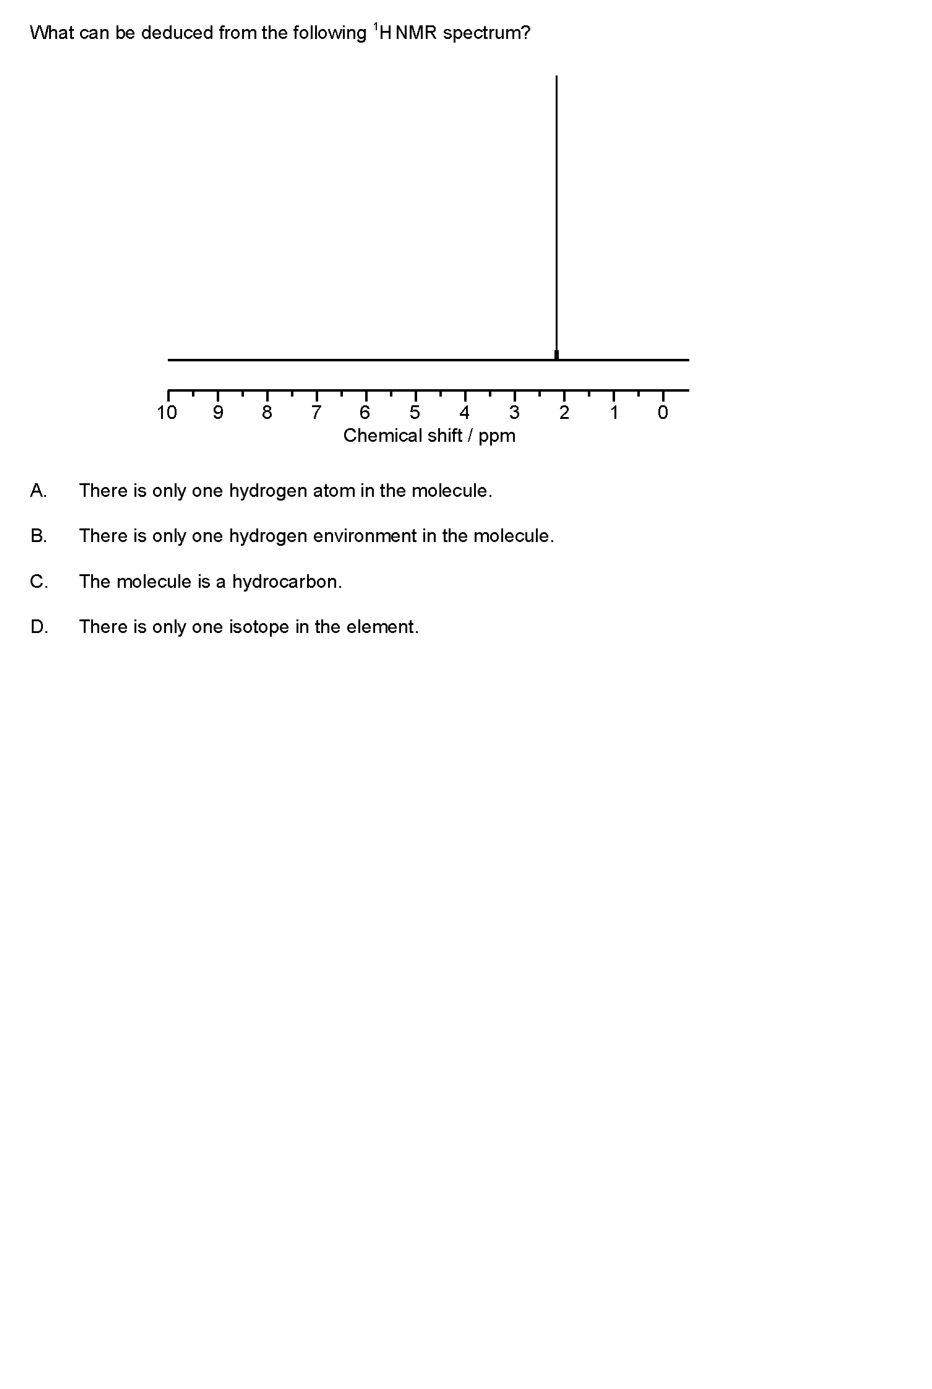 What can be deduced from the following ¹H NMR spectrum?
10 9 8 7 6 5 4 3 2 1 0
Chemical shift / ppm
A. There is only one hydrogen atom in the molecule.
B. There is only one hydrogen environment in the molecule.
C. The molecule is a hydrocarbon.
D. There is only one isotope in the element.